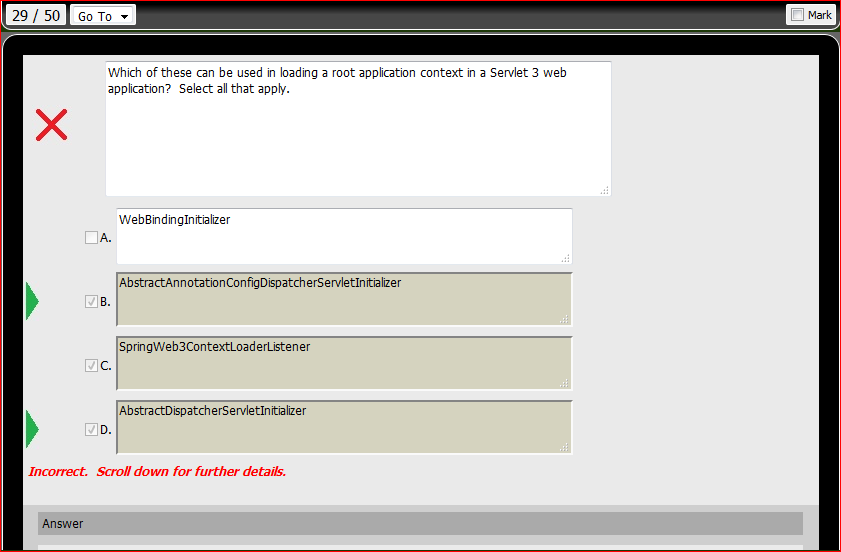 29 / 50 Go To Mark
Which of these can be used in loading a root application context in a Servlet 3 web
application?  Select all that apply.
A. WebBindingInitializer
B. AbstractAnnotationConfigDispatcherServletInitializer
C. SpringWeb3ContextLoaderListener
D. AbstractDispatcherServletInitializer
Incorrect.  Scroll down for further details.
Answer